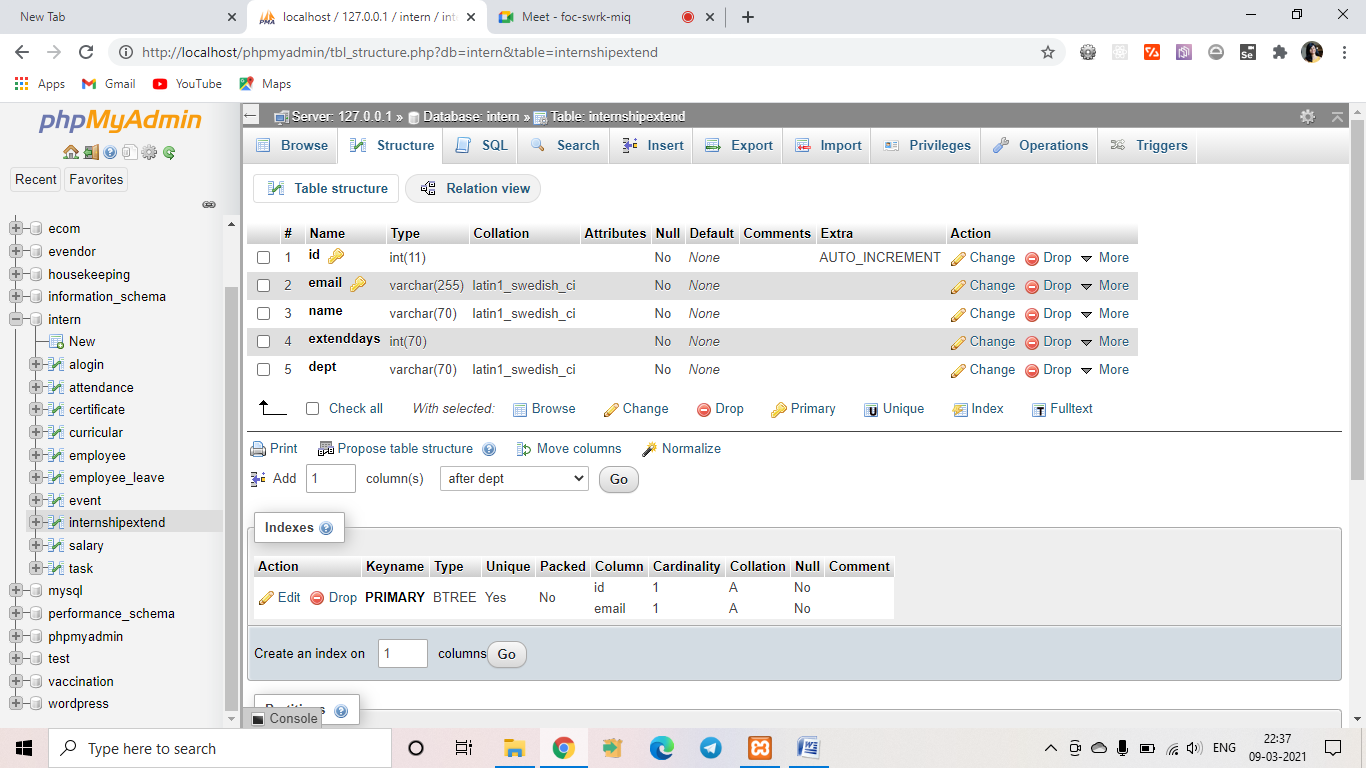 New Tab
localhost / 127.0.0.1 / intern / int
Meet - foc-swrk-miq
http://localhost/phpmyadmin/tbl_structure.php?db=intern&table=internshipextend
Apps Gmail YouTube Maps
phpMyAdmin
Recent Favorites
ecom
evendor
housekeeping
information_schema
intern
New
alogin
attendance
certificate
curricular
employee
employee_leave
event
internshipextend
salary
task
mysql
performance_schema
phpmyadmin
test
vaccination
wordpress
Server: 127.0.0.1 » Database: intern » Table: internshipextend
Browse Structure SQL Search Insert Export Import Privileges Operations Triggers
Table structure Relation view
# Name Type Collation Attributes Null Default Comments Extra Action
1 id int(11) No None AUTO_INCREMENT Change Drop More
2 email varchar(255) latin1_swedish_ci No None Change Drop More
3 name varchar(70) latin1_swedish_ci No None Change Drop More
4 extenddays int(70) No None Change Drop More
5 dept varchar(70) latin1_swedish_ci No None Change Drop More
Check all With selected: Browse Change Drop Primary Unique Index Fulltext
Print Propose table structure Move columns Normalize
Add 1 column(s) after dept Go
Indexes
Action Keyname Type Unique Packed Column Cardinality Collation Null Comment
Edit Drop PRIMARY BTREE Yes No id 1 A No
email 1 A No
Create an index on 1 columns Go
Console
Type here to search
ENG
22:37
09-03-2021